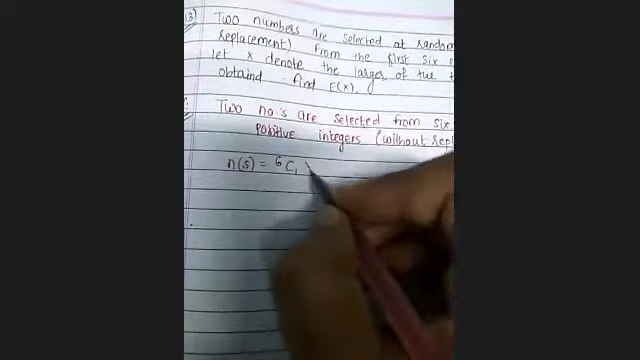 13) Two numbers are selected at random
replacement) from the first six
let x denote the larger of the
obtaind find E(X).
Two no's are selected from six
positive integers (without repl
n(s) = ⁶C₁